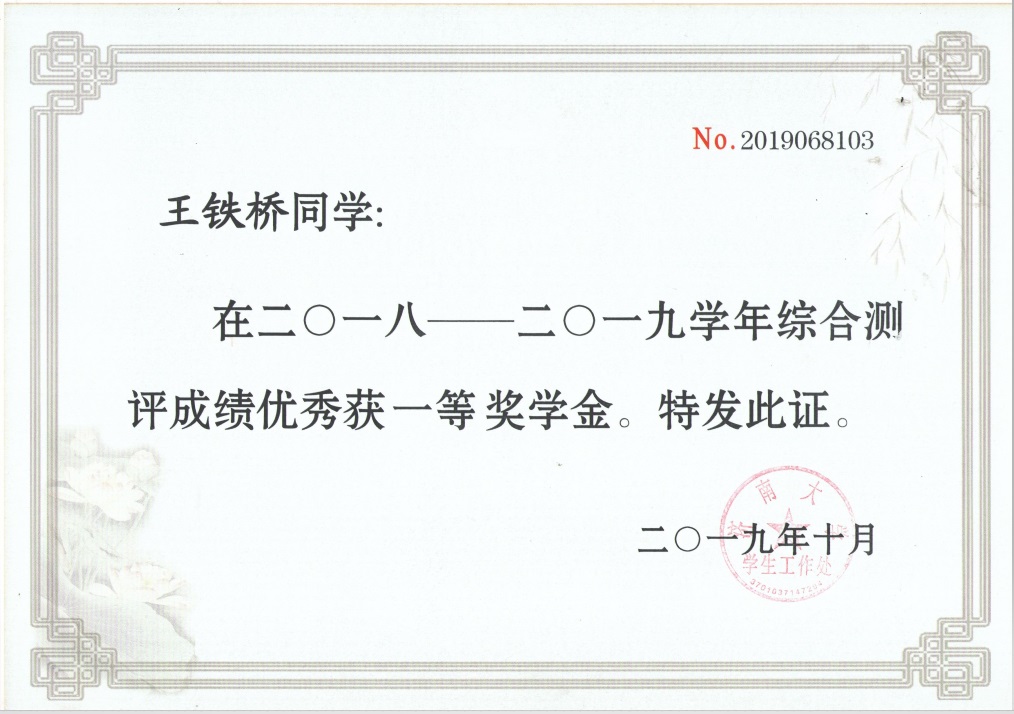 No.2019068103
王铁桥同学:
在二〇一八——二〇一九学年综合测
评成绩优秀获一等奖学金。特发此证。
南大
二〇一九年十月
学生工作处